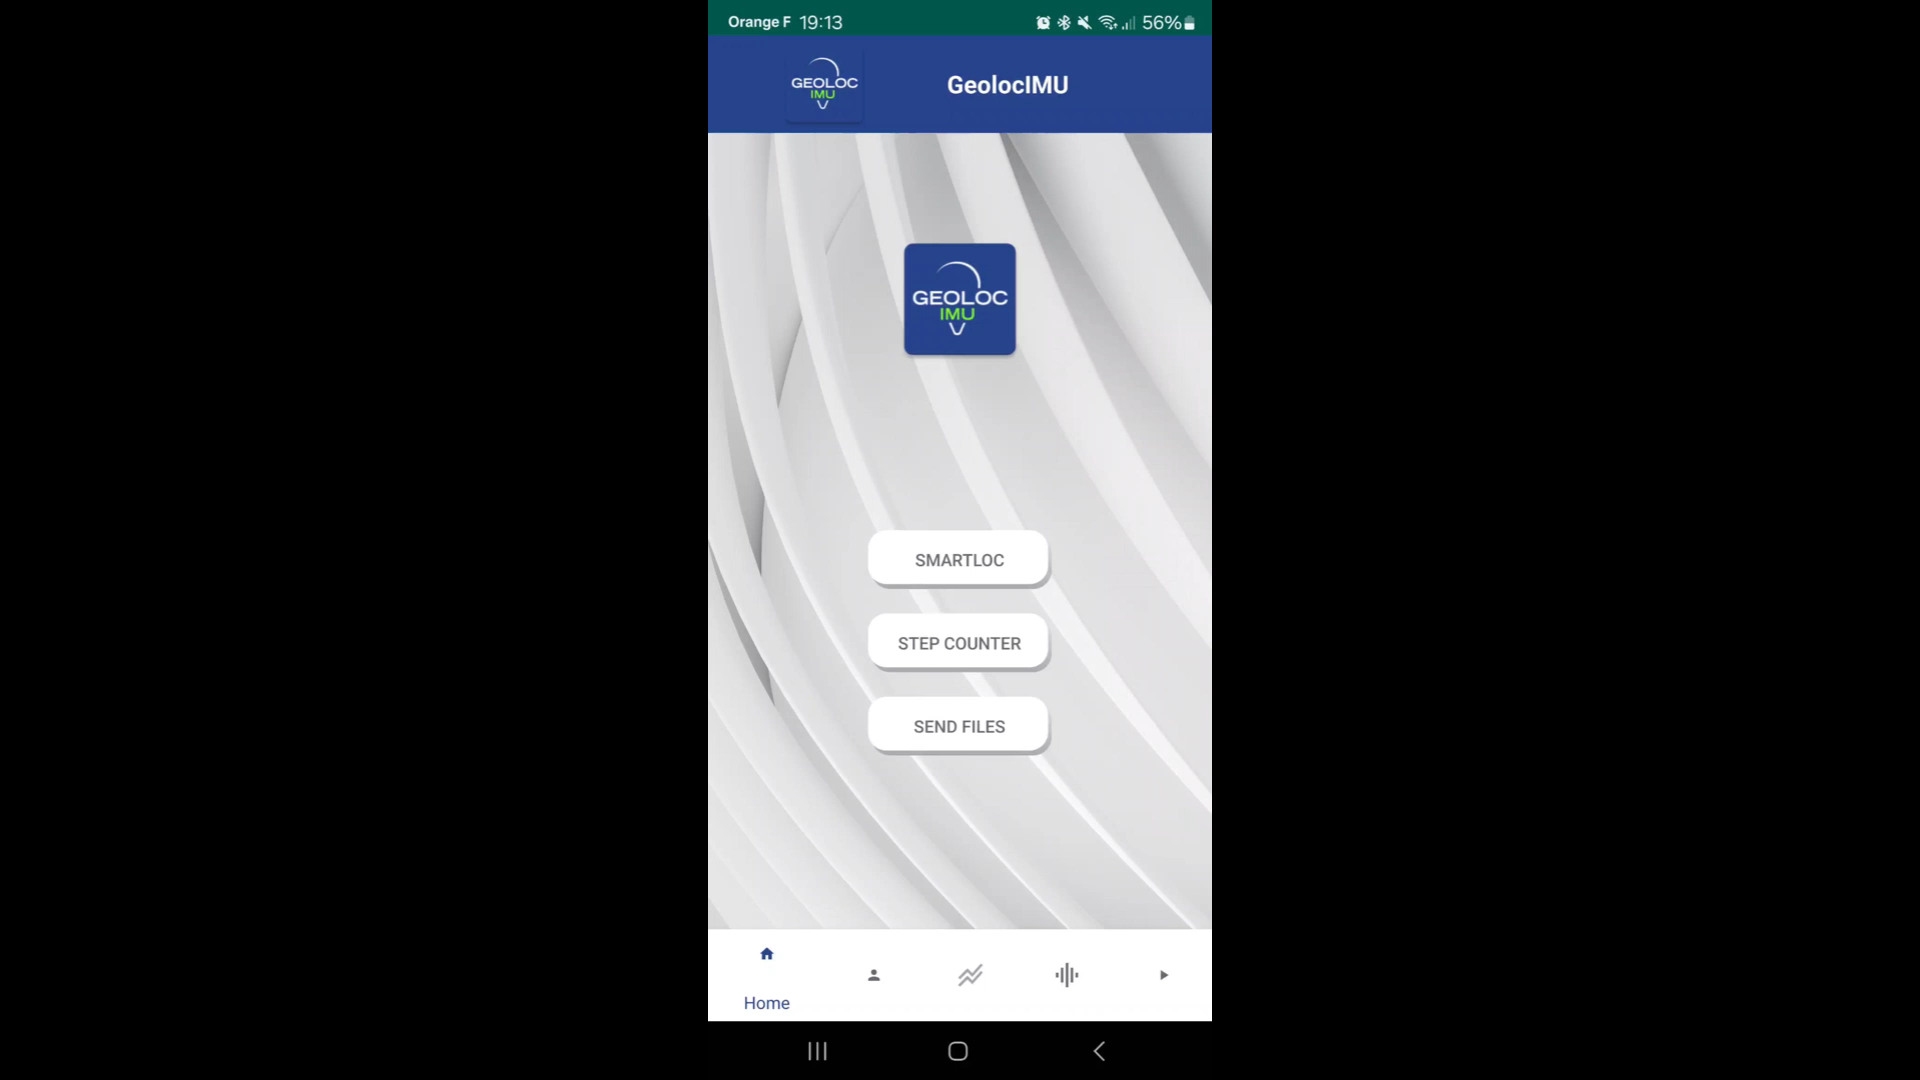 Orange F 19:13 56%
GEOLOC
IMU
GeolocIMU
GEOLOC
IMU
SMARTLOC
STEP COUNTER
SEND FILES
Home